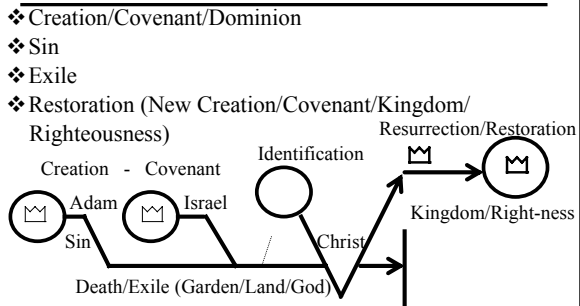 ❖Creation/Covenant/Dominion
❖Sin
❖Exile
❖Restoration (New Creation/Covenant/Kingdom/
Righteousness)
Resurrection/Restoration
Identification
Creation - Covenant
Adam
Israel
Kingdom/Right-ness
Sin
Christ
Death/Exile (Garden/Land/God)